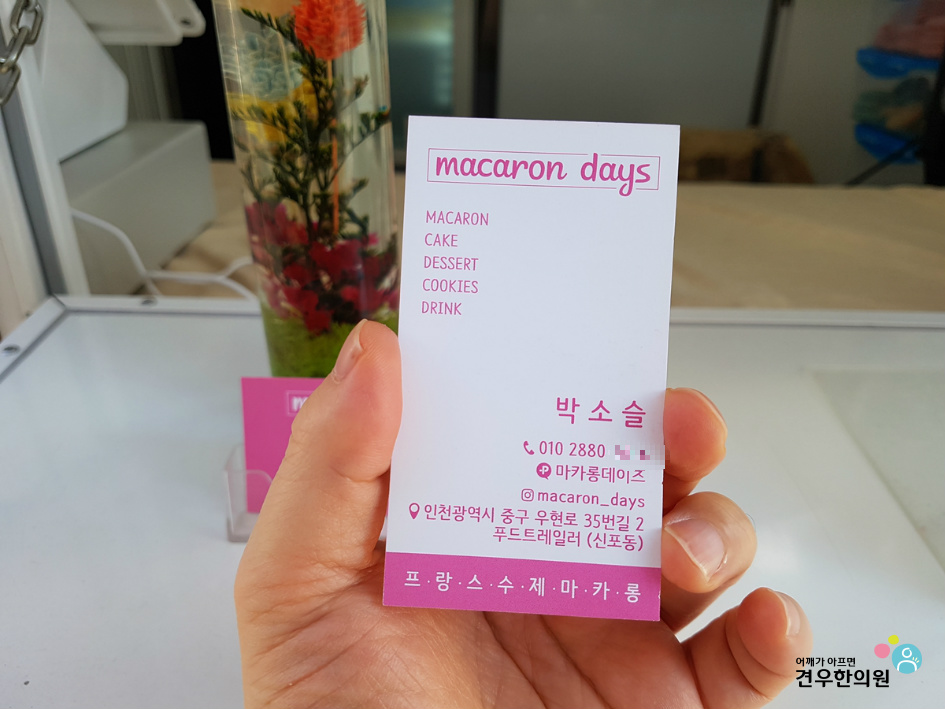 macaron days
MACARON
CAKE
DESSERT
COOKIES
DRINK
박소슬
010 2880
마카롱데이즈
macaron_days
인천광역시 중구 우현로 35번길 2
푸드트레일러 (신포동)
프·랑·스·수·제·마·카·롱
어깨가 아프면
견우한의원